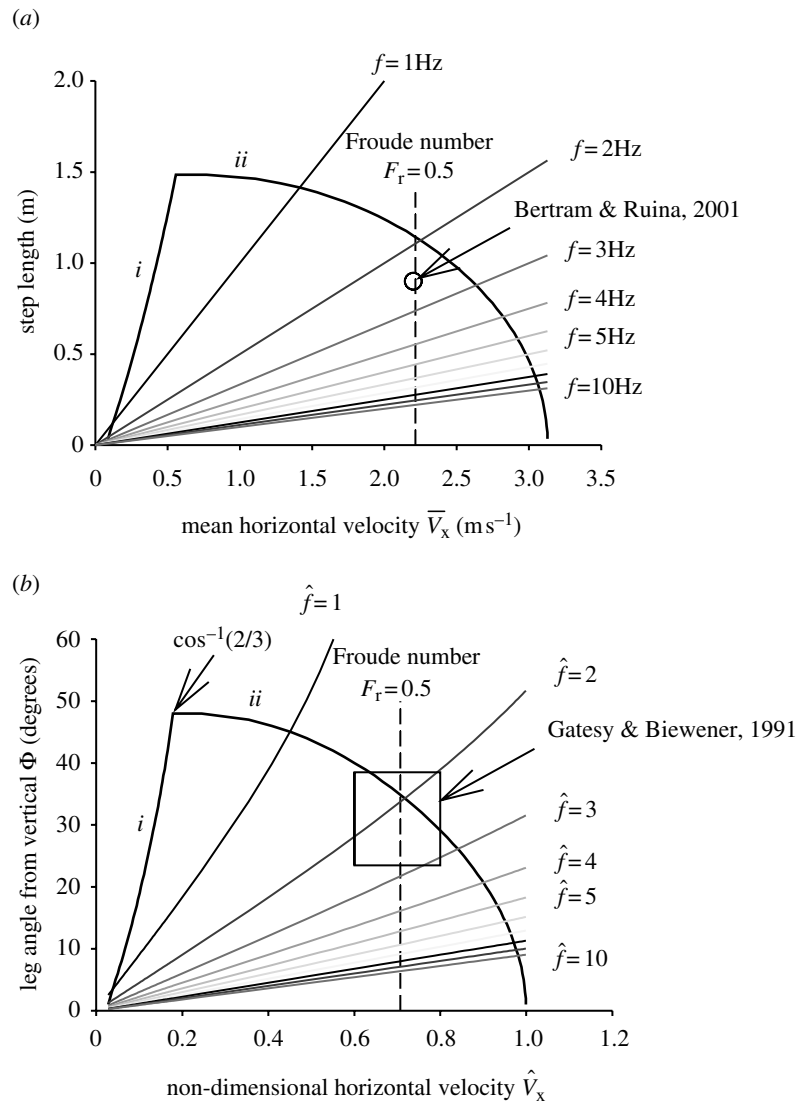 (a)
f = 1Hz
2.0
Froude number
Fr = 0.5
f = 2Hz
ii
1.5
Bertram & Ruina, 2001
step length (m)
i
1.0
f = 3Hz
f = 4Hz
0.5
f = 5Hz
f = 10Hz
0
0 0.5 1.0 1.5 2.0 2.5 3.0 3.5
mean horizontal velocity V̅x (m s⁻¹)
(b)
f̂ = 1
cos⁻¹(2/3)
60
Froude number
Fr = 0.5
f̂ = 2
50
ii
Gatesy & Biewener, 1991
40
leg angle from vertical Φ (degrees)
i
30
f̂ = 3
20
f̂ = 4
f̂ = 5
10
f̂ = 10
0
0 0.2 0.4 0.6 0.8 1.0 1.2
non-dimensional horizontal velocity V̂x